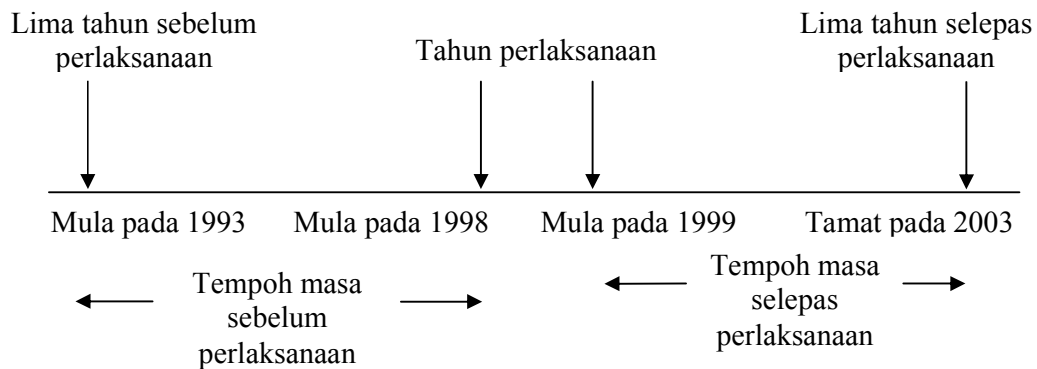 Lima tahun sebelum
perlaksanaan
Tahun perlaksanaan
Lima tahun selepas
perlaksanaan
Mula pada 1993
Mula pada 1998
Mula pada 1999
Tamat pada 2003
Tempoh masa
sebelum
perlaksanaan
Tempoh masa
selepas
perlaksanaan